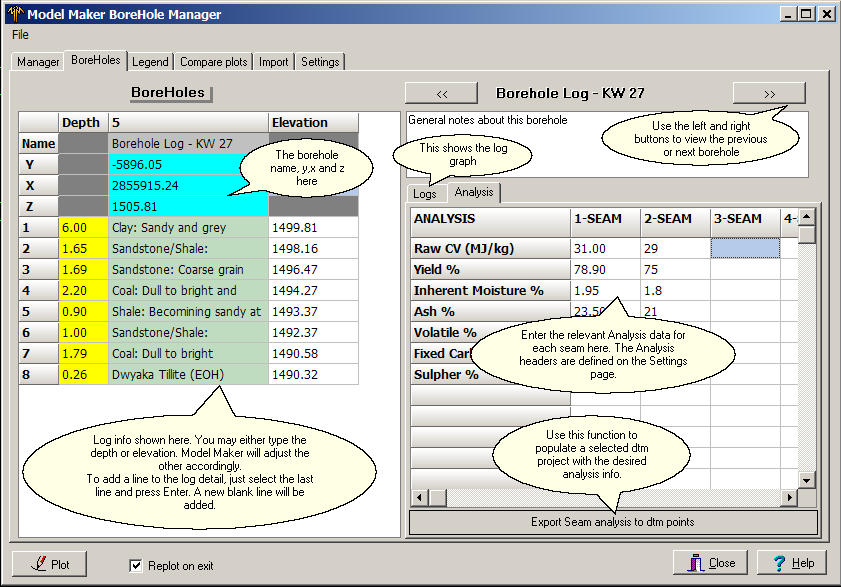 Model Maker BoreHole Manager
File
Manager BoreHoles Legend Compare plots Import Settings
BoreHoles
Depth 5 Elevation
Name Borehole Log - KW 27
Y -5896.05
X 2855915.24
Z 1505.81
1 6.00 Clay: Sandy and grey 1499.81
2 1.65 Sandstone/Shale: 1498.16
3 1.69 Sandstone: Coarse grain 1496.47
4 2.20 Coal: Dull to bright and 1494.27
5 0.90 Shale: Becomining sandy at 1493.37
6 1.00 Sandstone/Shale: 1492.37
7 1.79 Coal: Dull to bright 1490.58
8 0.26 Dwyaka Tillite (EOH) 1490.32
The borehole
name, y,x and z
here
Log info shown here. You may either type the
depth or elevation. Model Maker will adjust the
other accordingly.
To add a line to the log detail, just select the last
line and press Enter. A new blank line will be
added.
<< Borehole Log - KW 27 >>
General notes about this borehole
Use the left and right
buttons to view the previous
or next borehole
This shows the log
graph
Logs Analysis
ANALYSIS 1-SEAM 2-SEAM 3-SEAM 4-
Raw CV (MJ/kg) 31.00 29
Yield % 78.90 75
Inherent Moisture % 1.95 1.8
Ash % 23.50 21
Volatile %
Fixed Car
Sulpher %
Enter the relevant Analysis data for
each seam here. The Analysis
headers are defined on the Settings
page.
Use this function to
populate a selected dtm
project with the desired
analysis info.
Export Seam analysis to dtm points
Plot Replot on exit Close Help